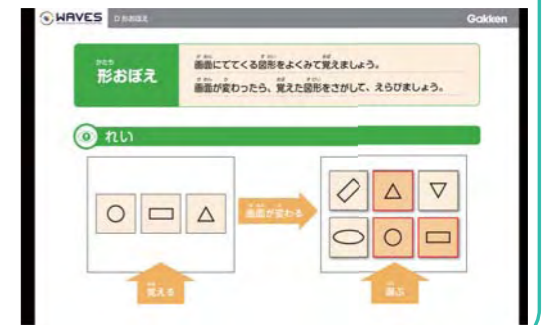 WAVES D 形おぼえ Gakken
かたち
形おぼえ
画面にでてくる図形をよくみて覚えましょう。
画面が変わったら、覚えた図形をさがして、えらびましょう。
れい
画面が変わる
覚える
選ぶ